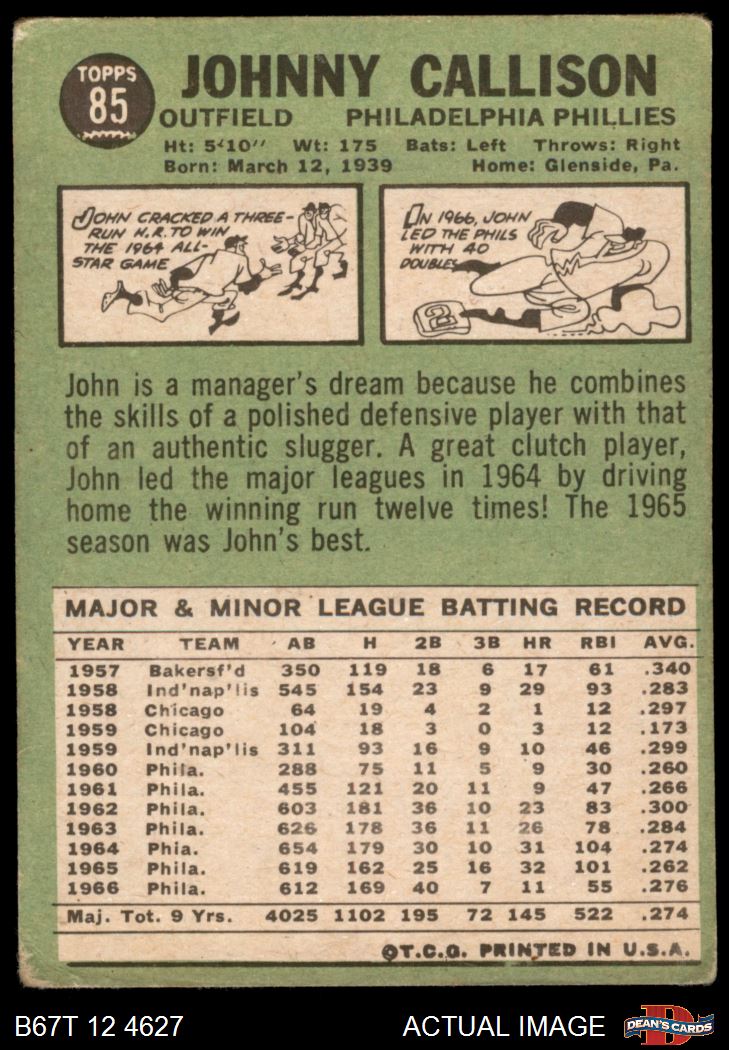 TOPPS
85
JOHNNY CALLISON
OUTFIELD PHILADELPHIA PHILLIES
Ht: 5'10" Wt: 175 Bats: Left Throws: Right
Born: March 12, 1939 Home: Glenside, Pa.
JOHN CRACKED A THREE-
RUN H.R. TO WIN
THE 1964 ALL-
STAR GAME
IN 1966, JOHN
LED THE PHILS
WITH 40
DOUBLES
2
John is a manager's dream because he combines
the skills of a polished defensive player with that
of an authentic slugger. A great clutch player,
John led the major leagues in 1964 by driving
home the winning run twelve times! The 1965
season was John's best.
MAJOR & MINOR LEAGUE BATTING RECORD
YEAR TEAM AB H 2B 3B HR RBI AVG.
1957 Bakersf'd 350 119 18 6 17 61 .340
1958 Ind'nap'lis 545 154 23 9 29 93 .283
1958 Chicago 64 19 4 2 1 12 .297
1959 Chicago 104 18 3 0 3 12 .173
1959 Ind'nap'lis 311 93 16 9 10 46 .299
1960 Phila. 288 75 11 5 9 30 .260
1961 Phila. 455 121 20 11 9 47 .266
1962 Phila. 603 181 36 10 23 83 .300
1963 Phila. 626 178 36 11 26 78 .284
1964 Phia. 654 179 30 10 31 104 .274
1965 Phila. 619 162 25 16 32 101 .262
1966 Phila. 612 169 40 7 11 55 .276
Maj. Tot. 9 Yrs. 4025 1102 195 72 145 522 .274
©T.C.G. PRINTED IN U.S.A.
B67T 12 4627 ACTUAL IMAGE
D
DEAN'S CARDS